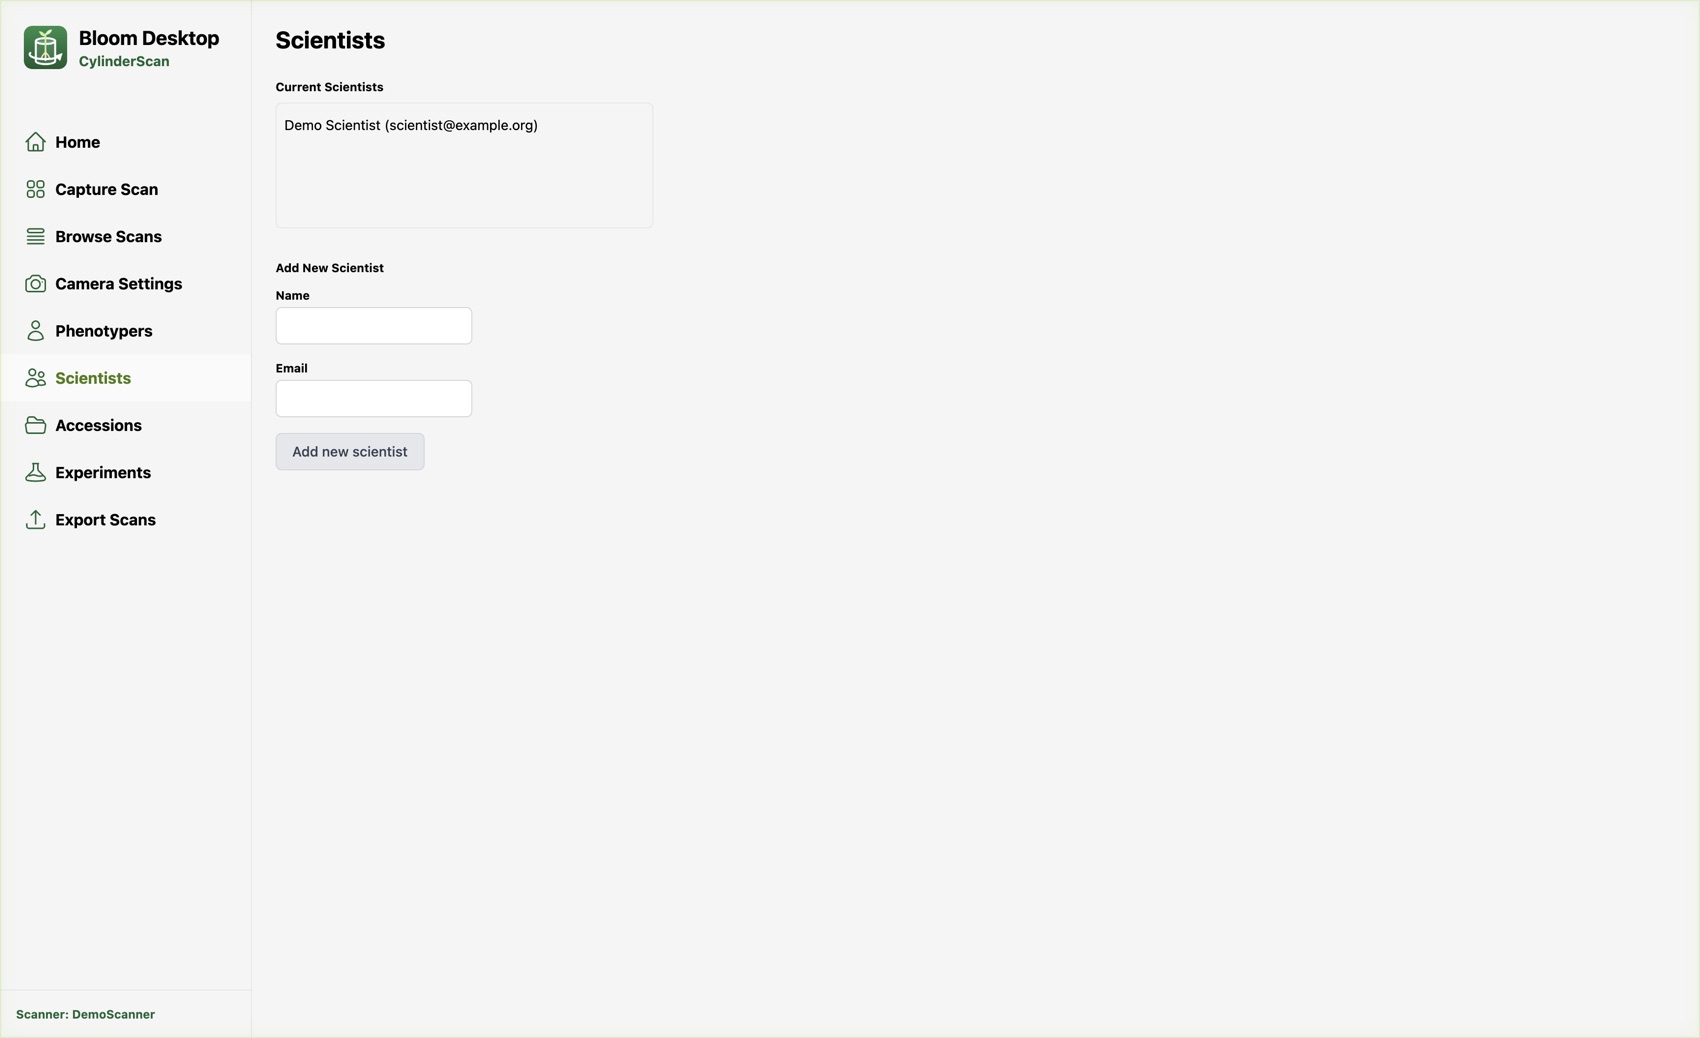 Bloom Desktop
CylinderScan
Home
Capture Scan
Browse Scans
Camera Settings
Phenotypers
Scientists
Accessions
Experiments
Export Scans
Scanner: DemoScanner
Scientists
Current Scientists
Demo Scientist (scientist@example.org)
Add New Scientist
Name
Email
Add new scientist